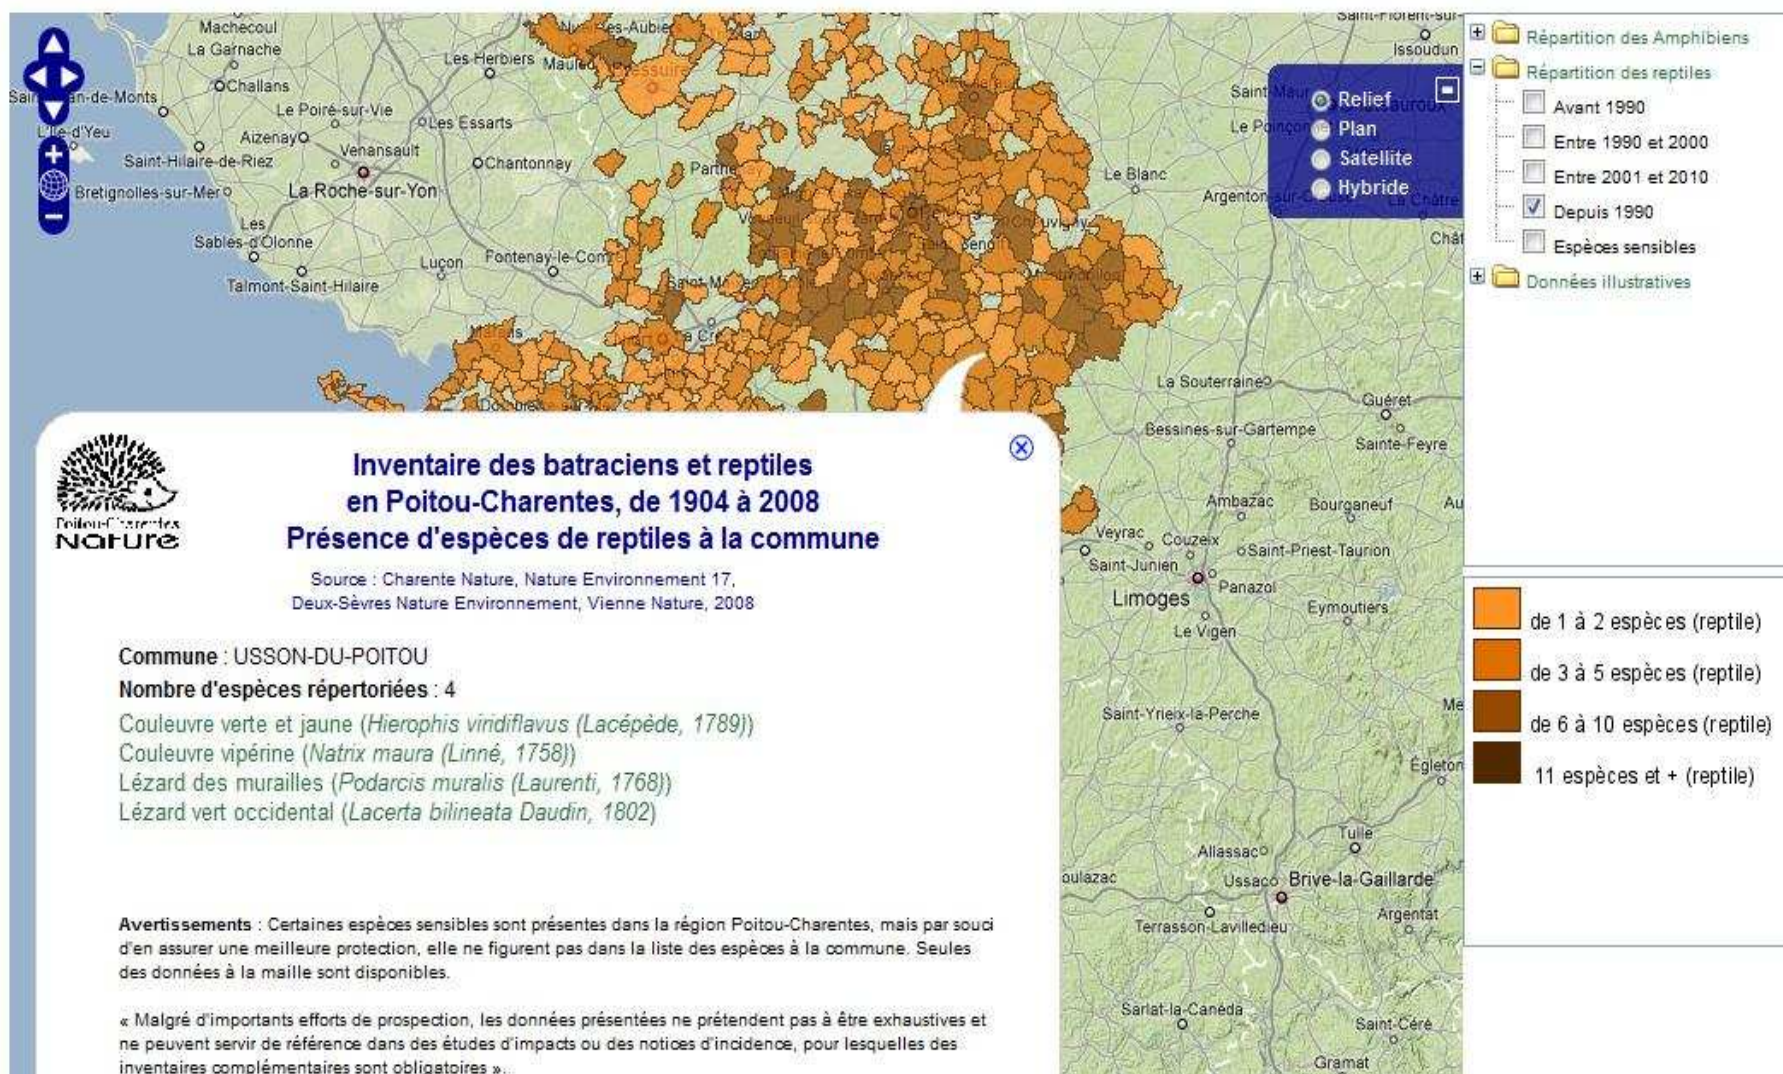 Machecoul
La Garnache
Challans
Les Herbiers
Le Poiré-sur-Vie
Les Essarts
L'Île-d'Yeu
Aizenay
Venansault
Saint-Hilaire-de-Riez
Chantonnay
Bretignolles-sur-Mer
La Roche-sur-Yon
Les
Sables-d'Olonne
Luçon
Talmont-Saint-Hilaire
Issoudun
Le Blanc
La Souterraine
Guéret
Bessines-sur-Gartempe
Sainte-Feyre
Ambazac
Bourganeuf
Veyrac
Couzeix
Saint-Priest-Taurion
Saint-Junien
Panazol
Limoges
Eymoutiers
Le Vigen
Saint-Yrieix-la-Perche
Égleton
Tulle
Allassac
Ussac
Brive-la-Gaillarde
Argentat
Terrasson-Lavilledieu
Sarlat-la-Canéda
Saint-Céré
Gramat
Relief
Plan
Satellite
Hybride
Répartition des Amphibiens
Répartition des reptiles
Avant 1990
Entre 1990 et 2000
Entre 2001 et 2010
Depuis 1990
Espèces sensibles
Données illustratives
de 1 à 2 espèces (reptile)
de 3 à 5 espèces (reptile)
de 6 à 10 espèces (reptile)
11 espèces et + (reptile)
Poitou-Charentes
Nature
Inventaire des batraciens et reptiles
en Poitou-Charentes, de 1904 à 2008
Présence d'espèces de reptiles à la commune
Source : Charente Nature, Nature Environnement 17,
Deux-Sèvres Nature Environnement, Vienne Nature, 2008
Commune : USSON-DU-POITOU
Nombre d'espèces répertoriées : 4
Couleuvre verte et jaune (Hierophis viridiflavus (Lacépède, 1789))
Couleuvre vipérine (Natrix maura (Linné, 1758))
Lézard des murailles (Podarcis muralis (Laurenti, 1768))
Lézard vert occidental (Lacerta bilineata Daudin, 1802)
Avertissements : Certaines espèces sensibles sont présentes dans la région Poitou-Charentes, mais par souci
d'en assurer une meilleure protection, elle ne figurent pas dans la liste des espèces à la commune. Seules
des données à la maille sont disponibles.
« Malgré d'importants efforts de prospection, les données présentées ne prétendent pas à être exhaustives et
ne peuvent servir de référence dans des études d'impacts ou des notices d'incidence, pour lesquelles des
inventaires complémentaires sont obligatoires ».